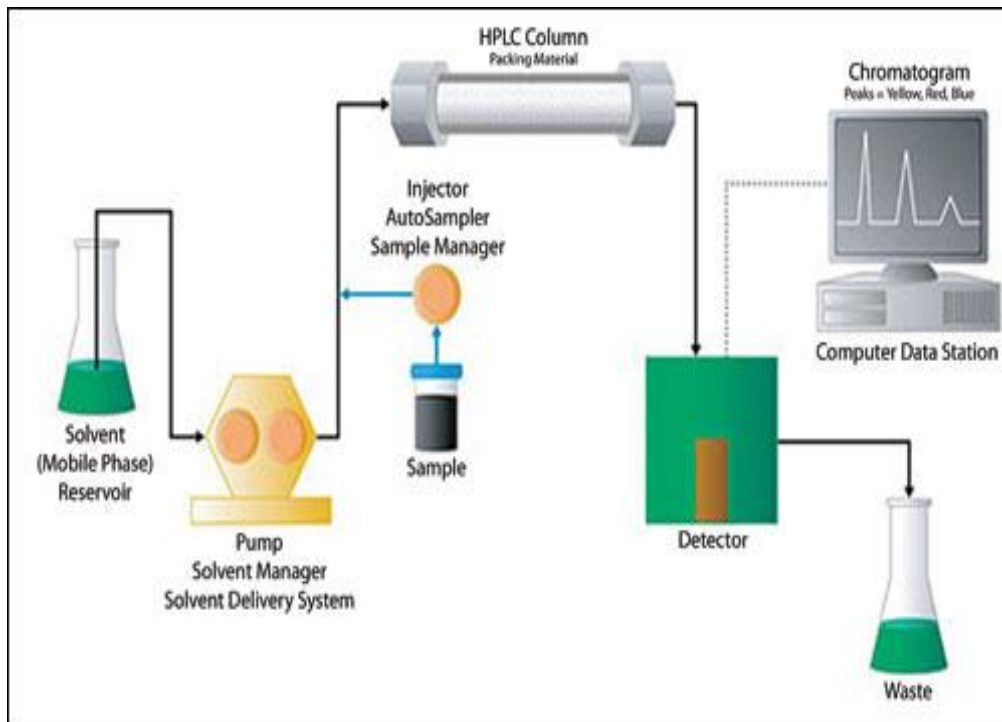 HPLC Column
Packing Material
Chromatogram
Peaks = Yellow, Red, Blue
Injector
AutoSampler
Sample Manager
Computer Data Station
Solvent
(Mobile Phase)
Reservoir
Sample
Pump
Solvent Manager
Solvent Delivery System
Detector
Waste